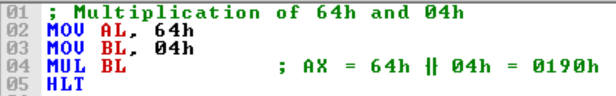 01 ; Multiplication of 64h and 04h
02 MOV AL, 64h
03 MOV BL, 04h
04 MUL BL ; AX = 64h ‖ 04h = 0190h
05 HLT